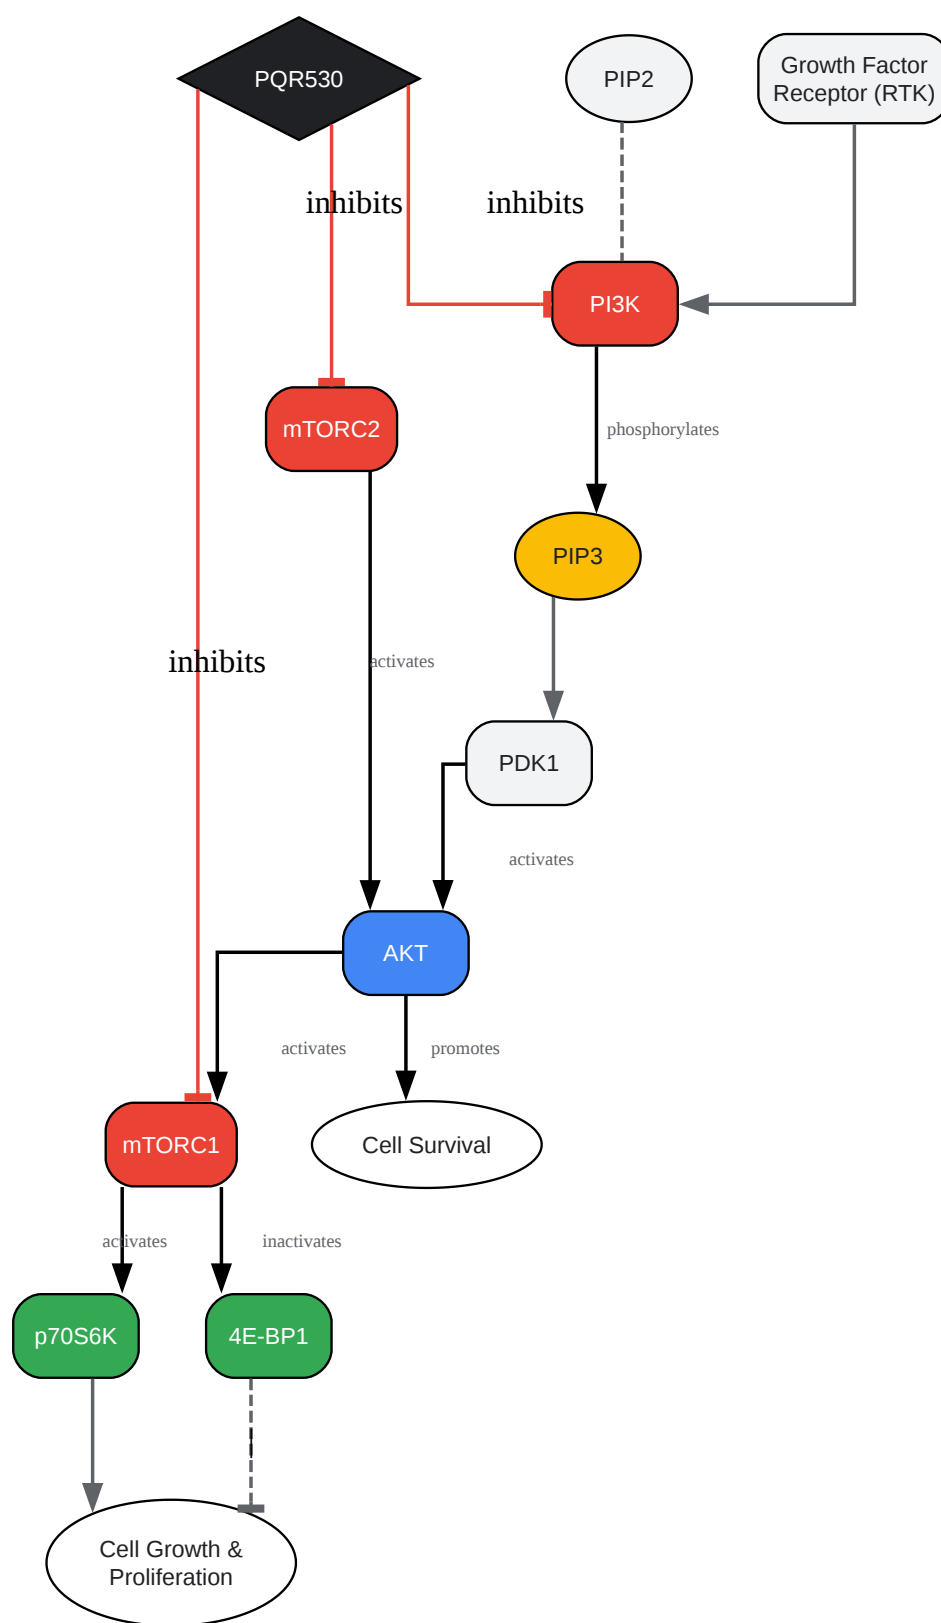 PQR530
PIP2
Growth Factor
Receptor (RTK)
inhibits
inhibits
PI3K
mTORC2
phosphorylates
PIP3
inhibits
activates
PDK1
activates
AKT
activates
promotes
mTORC1
Cell Survival
activates
inactivates
p70S6K
4E-BP1
Cell Growth &
Proliferation